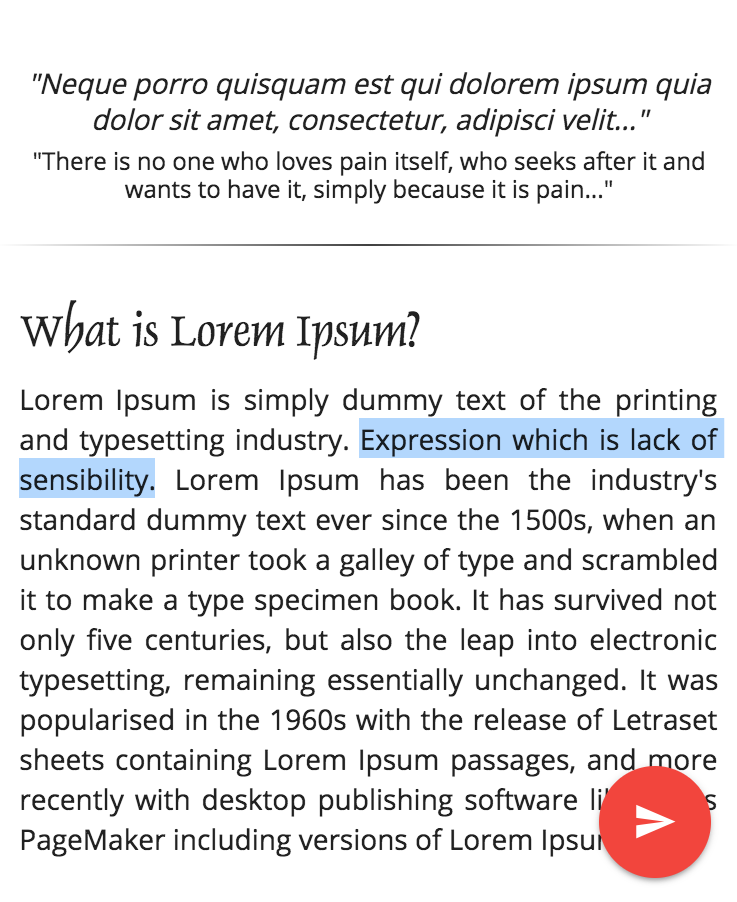 "Neque porro quisquam est qui dolorem ipsum quia
dolor sit amet, consectetur, adipisci velit..."
"There is no one who loves pain itself, who seeks after it and
wants to have it, simply because it is pain..."
What is Lorem Ipsum?
Lorem Ipsum is simply dummy text of the printing
and typesetting industry. Expression which is lack of
sensibility. Lorem Ipsum has been the industry's
standard dummy text ever since the 1500s, when an
unknown printer took a galley of type and scrambled
it to make a type specimen book. It has survived not
only five centuries, but also the leap into electronic
typesetting, remaining essentially unchanged. It was
popularised in the 1960s with the release of Letraset
sheets containing Lorem Ipsum passages, and more
recently with desktop publishing software
PageMaker including versions of Lorem